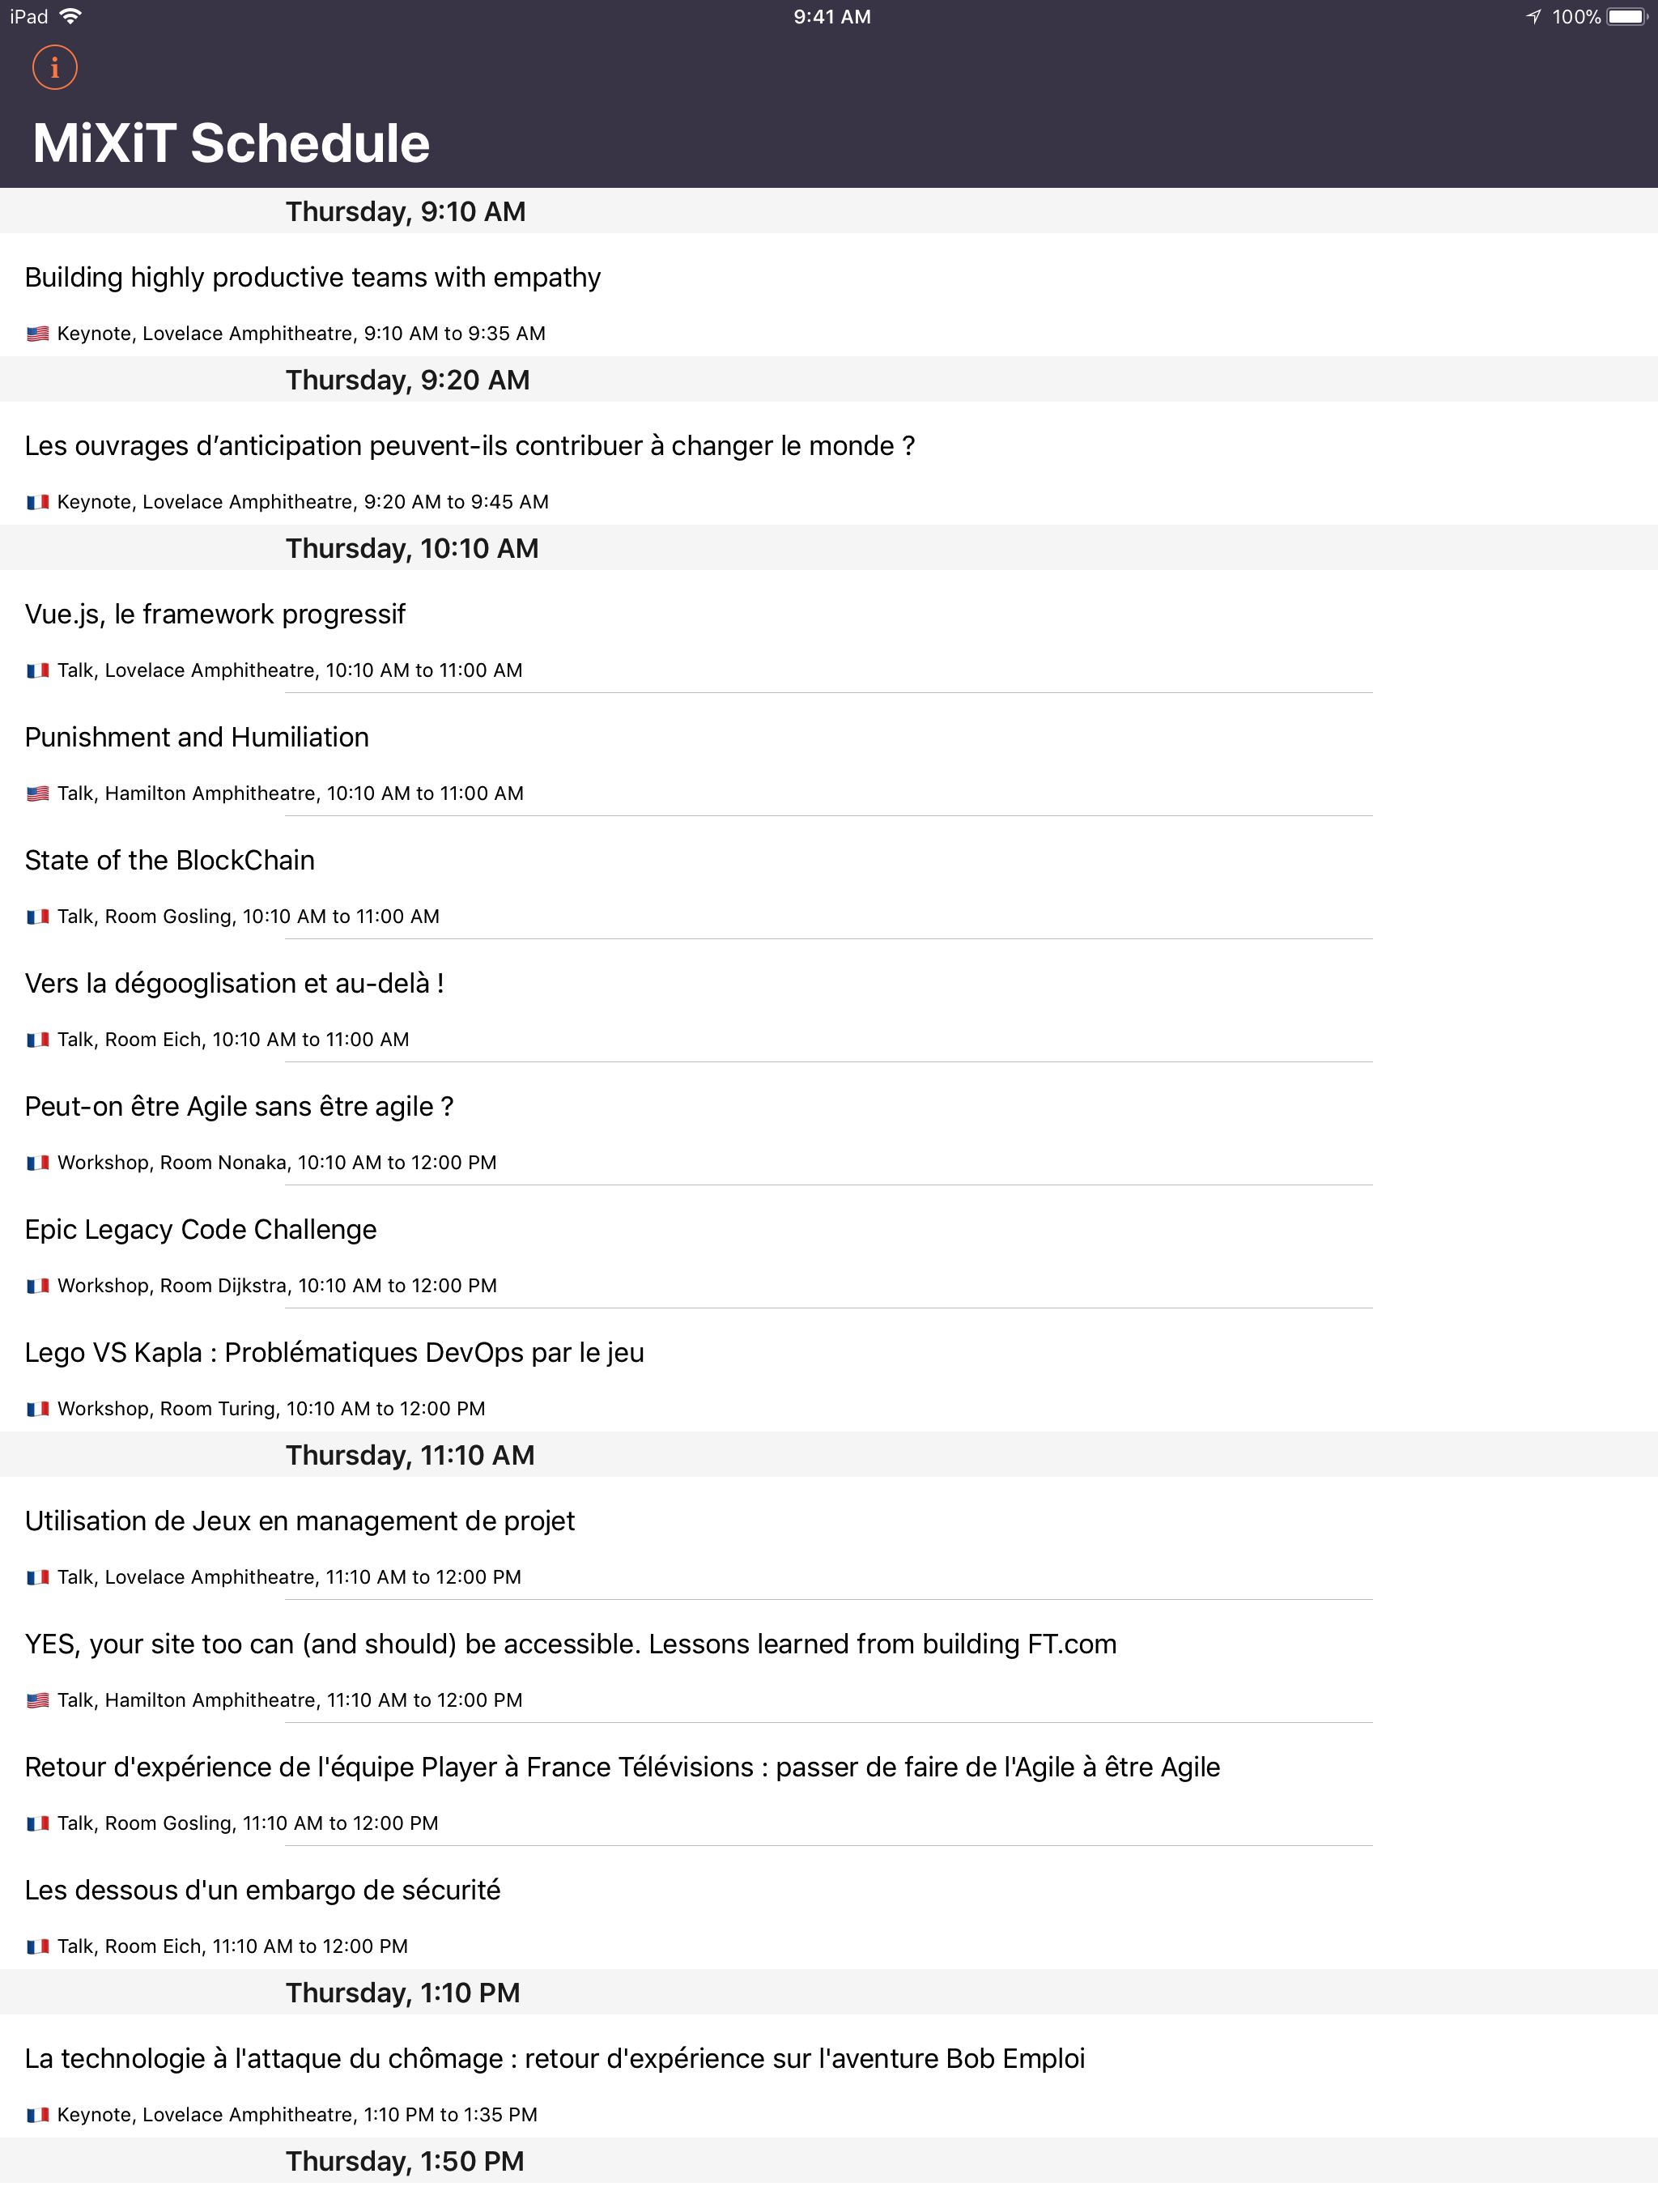 iPad 9:41 AM 100%
i
MiXiT Schedule
Thursday, 9:10 AM
Building highly productive teams with empathy
🇺🇸 Keynote, Lovelace Amphitheatre, 9:10 AM to 9:35 AM
Thursday, 9:20 AM
Les ouvrages d’anticipation peuvent-ils contribuer à changer le monde ?
🇫🇷 Keynote, Lovelace Amphitheatre, 9:20 AM to 9:45 AM
Thursday, 10:10 AM
Vue.js, le framework progressif
🇫🇷 Talk, Lovelace Amphitheatre, 10:10 AM to 11:00 AM
Punishment and Humiliation
🇺🇸 Talk, Hamilton Amphitheatre, 10:10 AM to 11:00 AM
State of the BlockChain
🇫🇷 Talk, Room Gosling, 10:10 AM to 11:00 AM
Vers la dégooglisation et au-delà !
🇫🇷 Talk, Room Eich, 10:10 AM to 11:00 AM
Peut-on être Agile sans être agile ?
🇫🇷 Workshop, Room Nonaka, 10:10 AM to 12:00 PM
Epic Legacy Code Challenge
🇫🇷 Workshop, Room Dijkstra, 10:10 AM to 12:00 PM
Lego VS Kapla : Problématiques DevOps par le jeu
🇫🇷 Workshop, Room Turing, 10:10 AM to 12:00 PM
Thursday, 11:10 AM
Utilisation de Jeux en management de projet
🇫🇷 Talk, Lovelace Amphitheatre, 11:10 AM to 12:00 PM
YES, your site too can (and should) be accessible. Lessons learned from building FT.com
🇺🇸 Talk, Hamilton Amphitheatre, 11:10 AM to 12:00 PM
Retour d'expérience de l'équipe Player à France Télévisions : passer de faire de l'Agile à être Agile
🇫🇷 Talk, Room Gosling, 11:10 AM to 12:00 PM
Les dessous d'un embargo de sécurité
🇫🇷 Talk, Room Eich, 11:10 AM to 12:00 PM
Thursday, 1:10 PM
La technologie à l'attaque du chômage : retour d'expérience sur l'aventure Bob Emploi
🇫🇷 Keynote, Lovelace Amphitheatre, 1:10 PM to 1:35 PM
Thursday, 1:50 PM